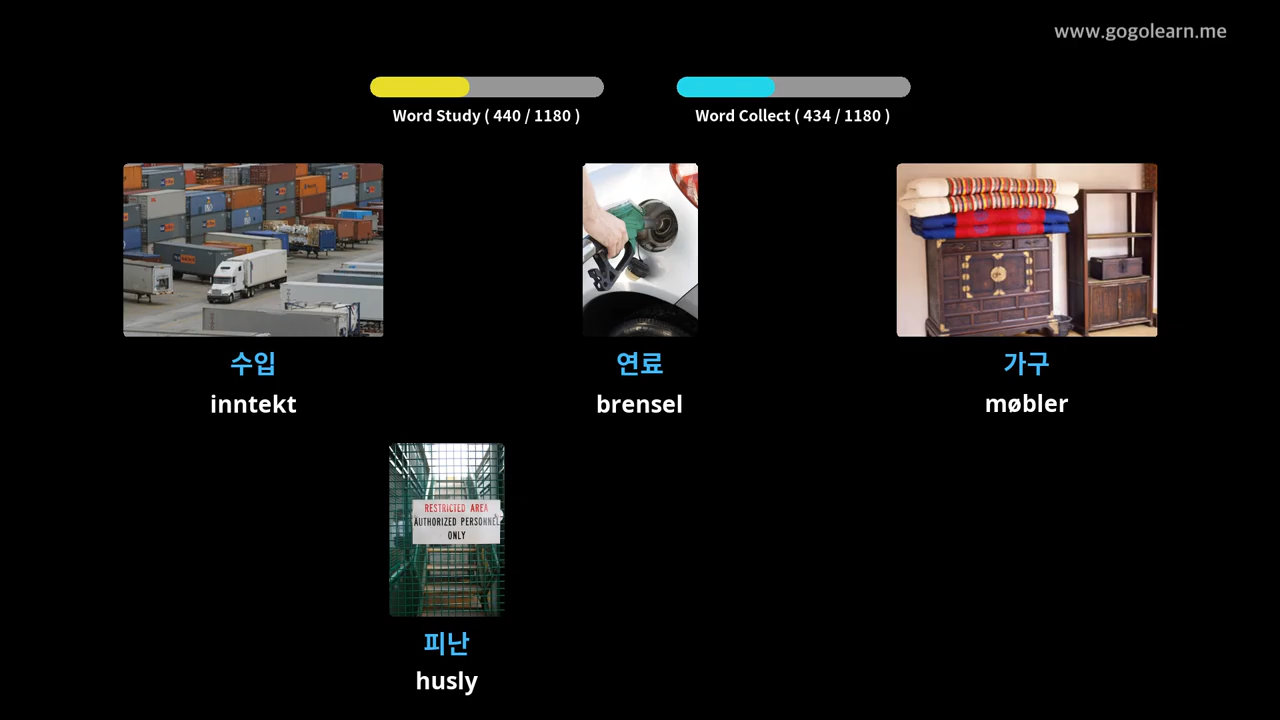 www.gogolearn.me
Word Study ( 440 / 1180 )
Word Collect ( 434 / 1180 )
수입
inntekt
연료
brensel
가구
møbler
RESTRICTED AREA
AUTHORIZED PERSONNEL
ONLY
피난
husly